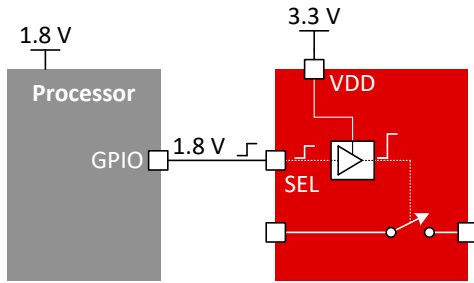 1.8 V
3.3 V
Processor
VDD
GPIO
1.8 V
SEL